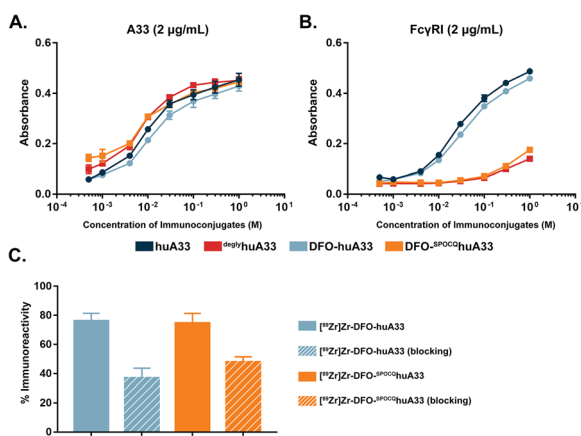 A.
A33 (2 μg/mL)
Absorbance
0.6
0.4
0.2
0.0
10⁻⁴ 10⁻³ 10⁻² 10⁻¹ 10⁰ 10¹
Concentration of Immunoconjugates (M)
B.
FcγRI (2 μg/mL)
Absorbance
0.6
0.4
0.2
0.0
10⁻⁴ 10⁻³ 10⁻² 10⁻¹ 10⁰ 10¹
Concentration of Immunoconjugates (M)
huA33
ᵈᵉᵍˡʸhuA33
DFO-huA33
DFO-ˢᴾᴼᶜQhuA33
C.
% Immunoreactivity
100
80
60
40
20
0
[⁸⁹Zr]Zr-DFO-huA33
[⁸⁹Zr]Zr-DFO-huA33 (blocking)
[⁸⁹Zr]Zr-DFO-ˢᴾᴼᶜQhuA33
[⁸⁹Zr]Zr-DFO-ˢᴾᴼᶜQhuA33 (blocking)